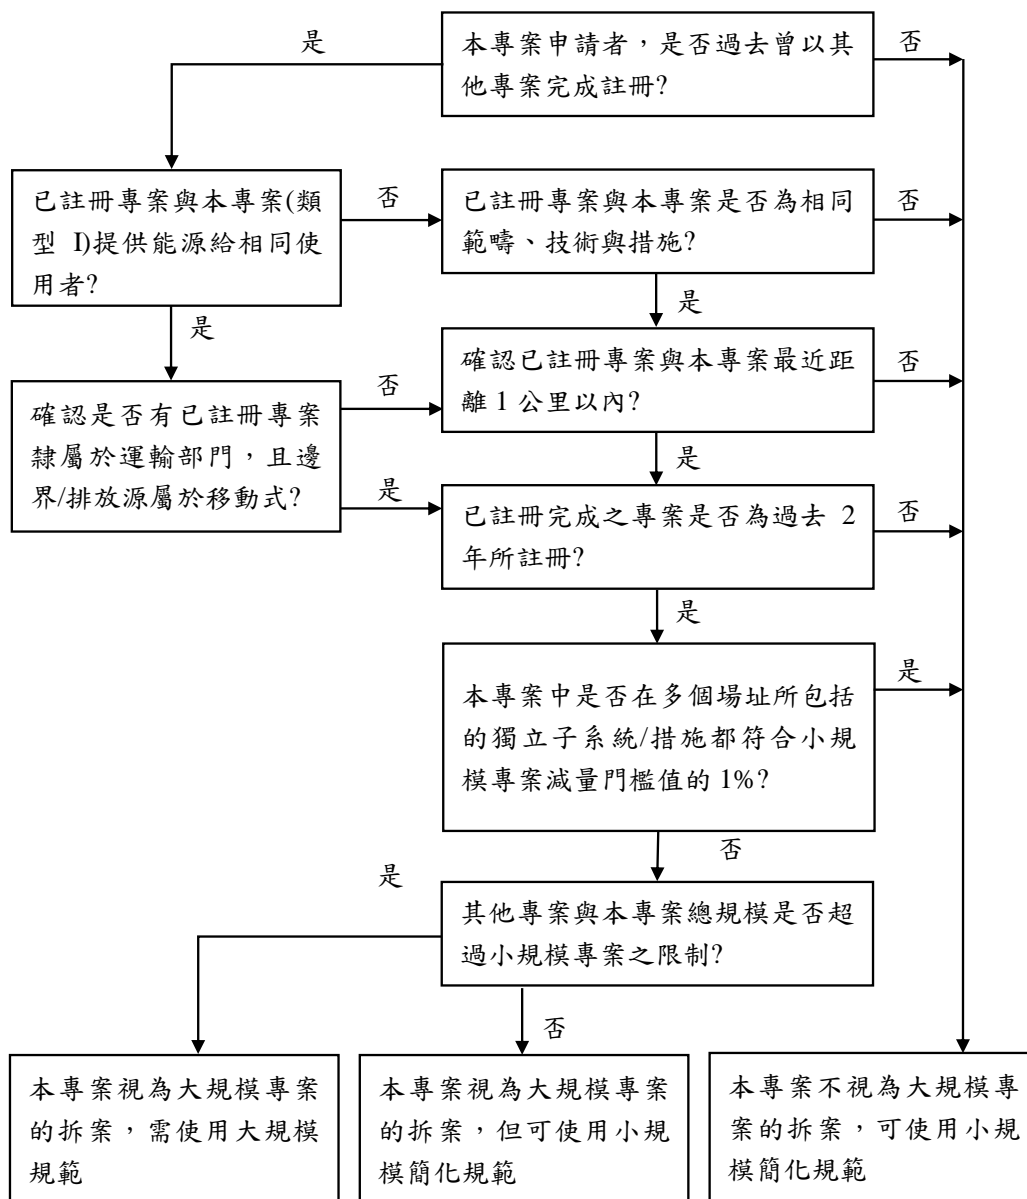 是
本專案申請者，是否過去曾以其
他專案完成註冊?
否
已註冊專案與本專案(類
型 I)提供能源給相同使
用者?
否
已註冊專案與本專案是否為相同
範疇、技術與措施?
否
是
是
確認是否有已註冊專案
隸屬於運輸部門，且邊
界/排放源屬於移動式?
否
確認已註冊專案與本專案最近距
離 1 公里以內?
否
是
是
已註冊完成之專案是否為過去 2
年所註冊?
否
是
本專案中是否在多個場址所包括
的獨立子系統/措施都符合小規
模專案減量門檻值的 1%?
是
否
是
其他專案與本專案總規模是否超
過小規模專案之限制?
否
本專案視為大規模專案
的拆案，需使用大規模
規範
本專案視為大規模專案
的拆案，但可使用小規
模簡化規範
本專案不視為大規模專
案的拆案，可使用小規
模簡化規範